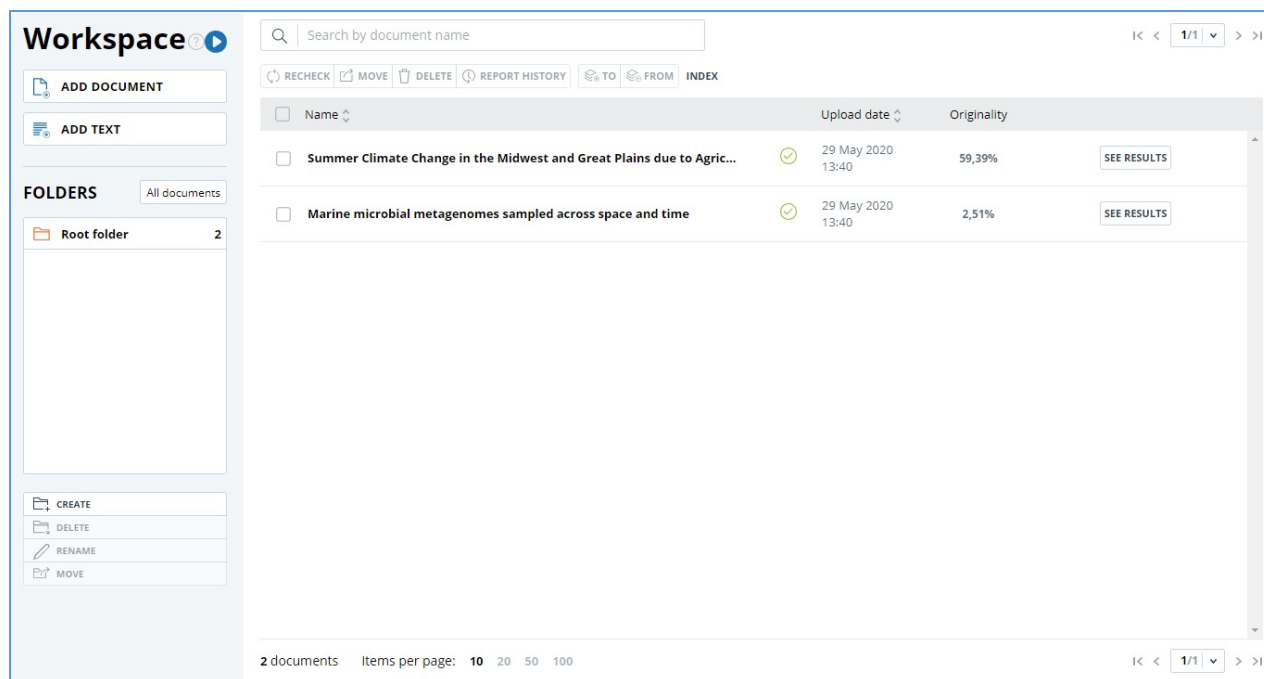 Workspace
ADD DOCUMENT
ADD TEXT
FOLDERS All documents
Root folder 2
CREATE
DELETE
RENAME
MOVE
Search by document name
1/1
RECHECK MOVE DELETE REPORT HISTORY TO FROM INDEX
Name Upload date Originality
Summer Climate Change in the Midwest and Great Plains due to Agric... 29 May 2020 13:40 59,39% SEE RESULTS
Marine microbial metagenomes sampled across space and time 29 May 2020 13:40 2,51% SEE RESULTS
2 documents Items per page: 10 20 50 100 1/1